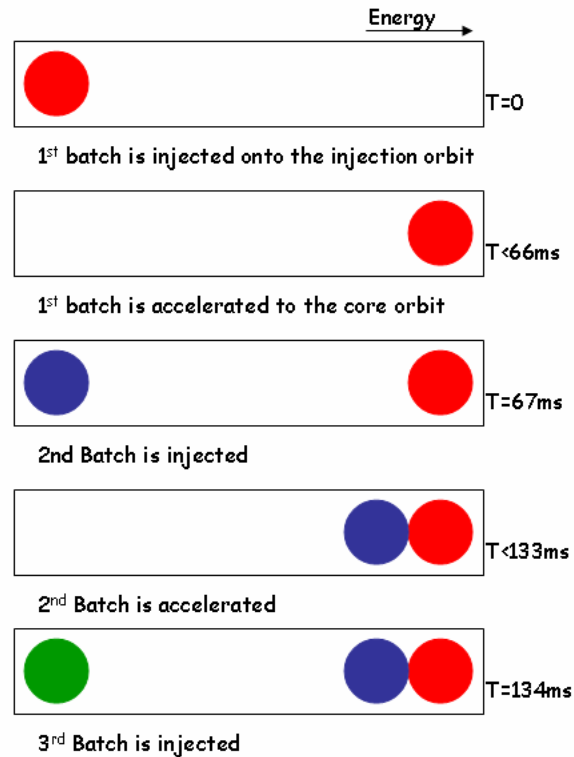 Energy
T=0
1st batch is injected onto the injection orbit
T<66ms
1st batch is accelerated to the core orbit
T=67ms
2nd Batch is injected
T<133ms
2nd Batch is accelerated
T=134ms
3rd Batch is injected